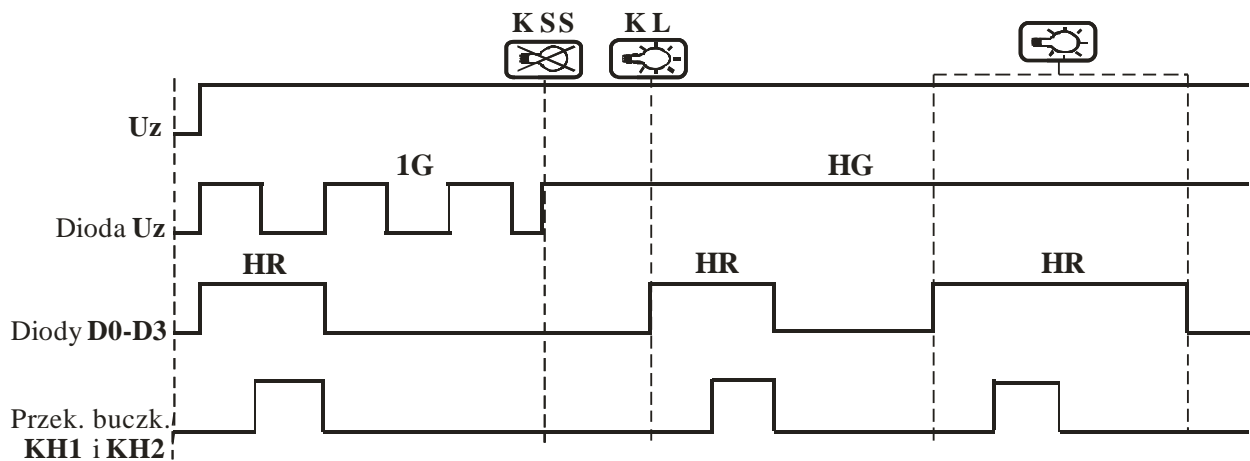 K SS K L
Uz
1G HG
Dioda Uz
HR HR HR
Diody D0-D3
Przek. buczk.
KH1 i KH2